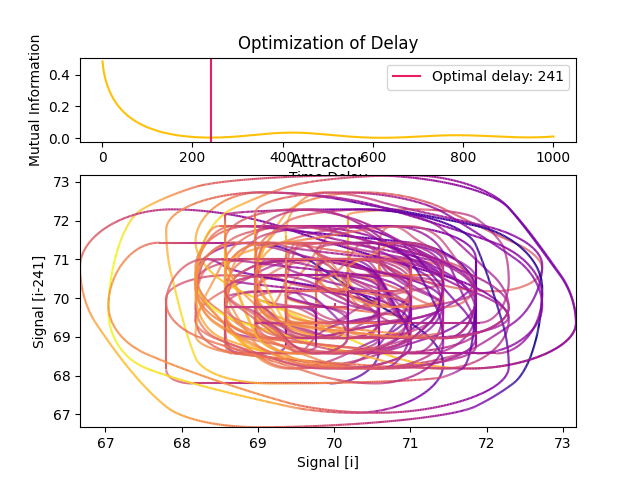 Optimization of Delay
Mutual Information
0.4
0.2
0.0
Optimal delay: 241
0 200 400 600 800 1000
Time Delay
Attractor
Signal [i-241]
73
72
71
70
69
68
67
67 68 69 70 71 72 73
Signal [i]